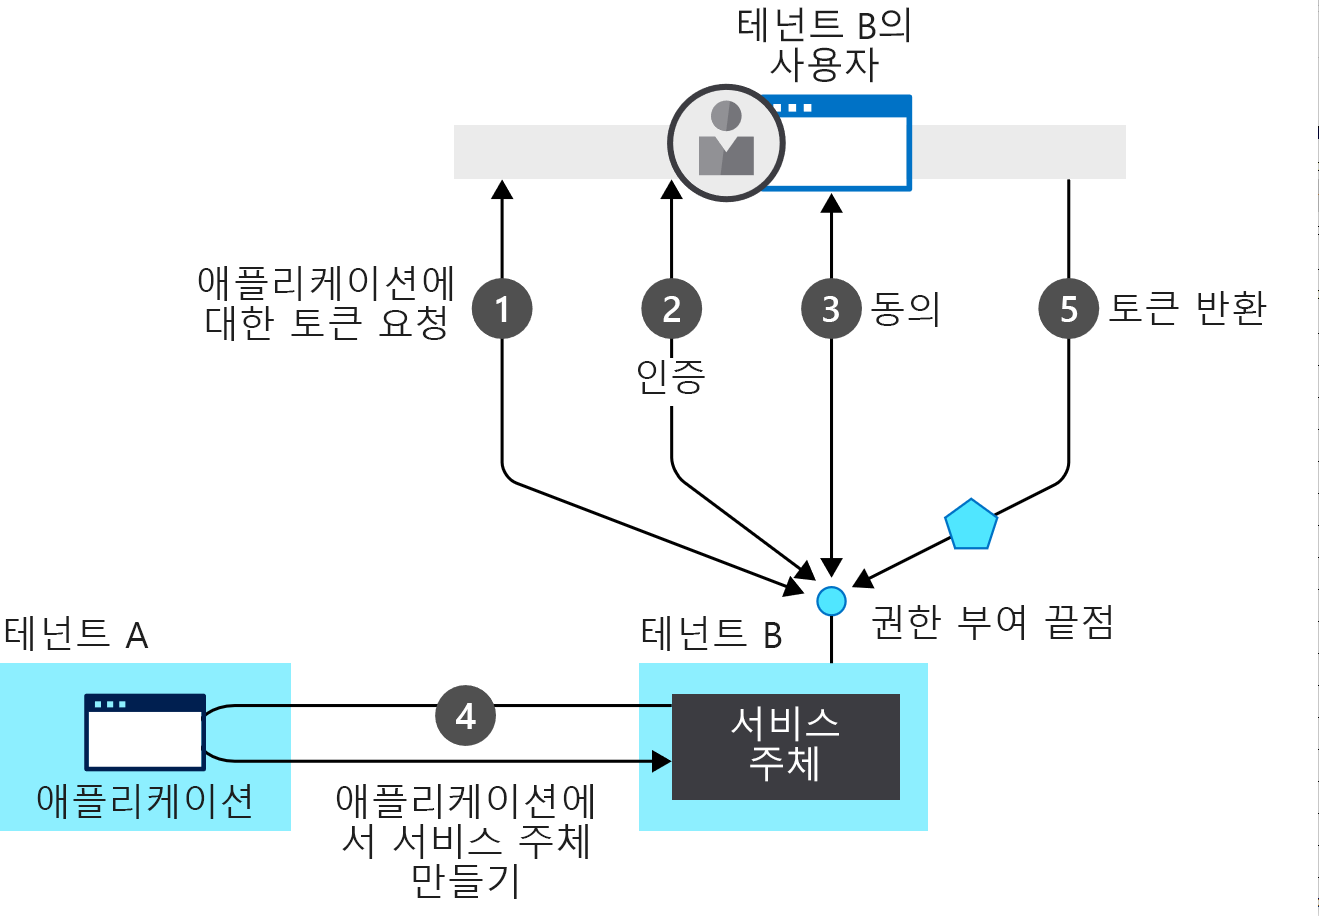 테넌트 B의
사용자
애플리케이션에
대한 토큰 요청
1
2
3
동의
5
토큰 반환
인증
권한 부여 끝점
테넌트 A
테넌트 B
4
서비스
주체
애플리케이션
애플리케이션에
서 서비스 주체
만들기